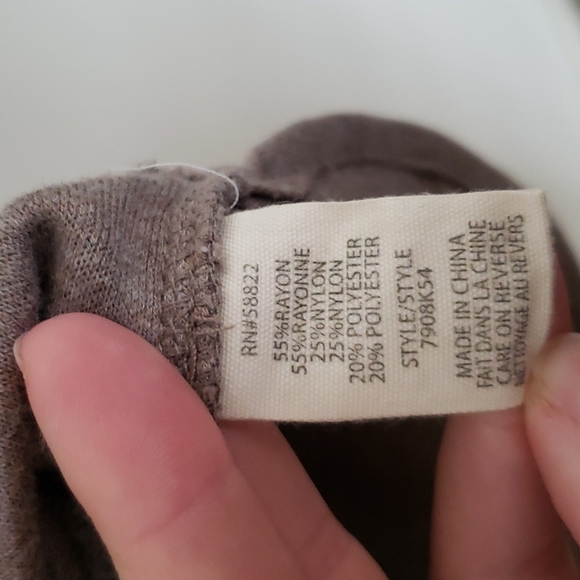 RN#58822
55%RAYON
55%RAYONNE
25%NYLON
25%NYLON
20% POLYESTER
20% POLYESTER
STYLE/STYLE
7908K54
MADE IN CHINA
FAIT DANS LA CHINE
CARE ON REVERSE
NETTOYAGE AU REVERS